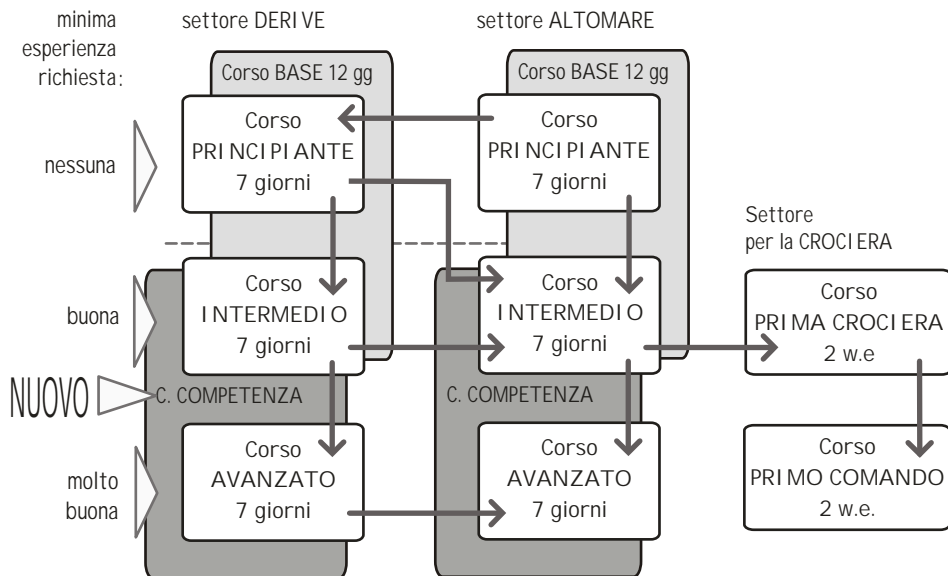 minima
esperienza
richiesta:
settore DERIVE
settore ALTOMARE
Corso BASE 12 gg
Corso BASE 12 gg
nessuna
Corso
PRINCIPIANTE
7 giorni
Corso
PRINCIPIANTE
7 giorni
Settore
per la CROCIERA
buona
Corso
INTERMEDIO
7 giorni
Corso
INTERMEDIO
7 giorni
Corso
PRIMA CROCIERA
2 w.e
NUOVO
C. COMPETENZA
C. COMPETENZA
molto
buona
Corso
AVANZATO
7 giorni
Corso
AVANZATO
7 giorni
Corso
PRIMO COMANDO
2 w.e.